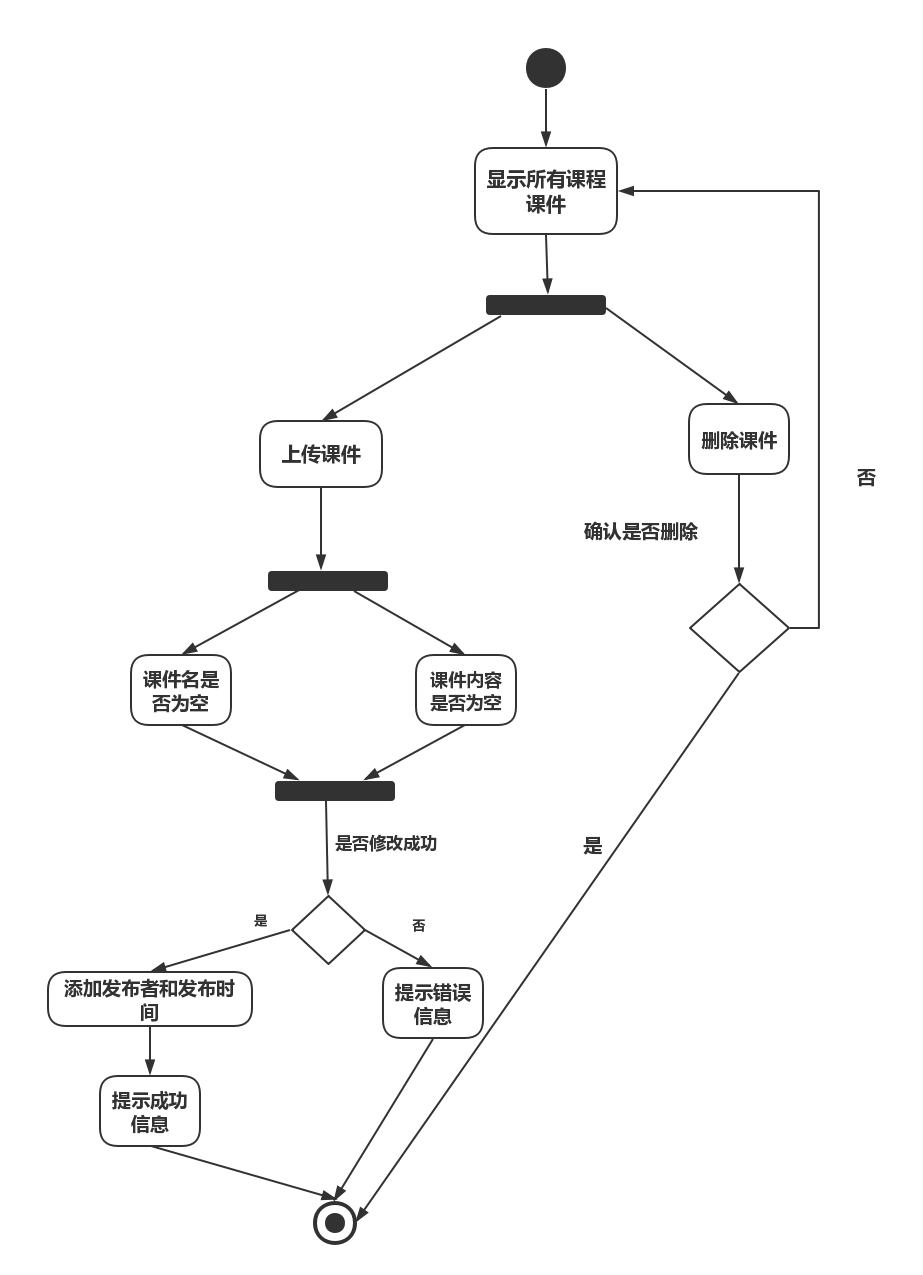 显示所有课程
课件
上传课件
删除课件
否
确认是否删除
课件名是
否为空
课件内容
是否为空
是否修改成功
是
是
否
添加发布者和发布时
间
提示错误
信息
提示成功
信息